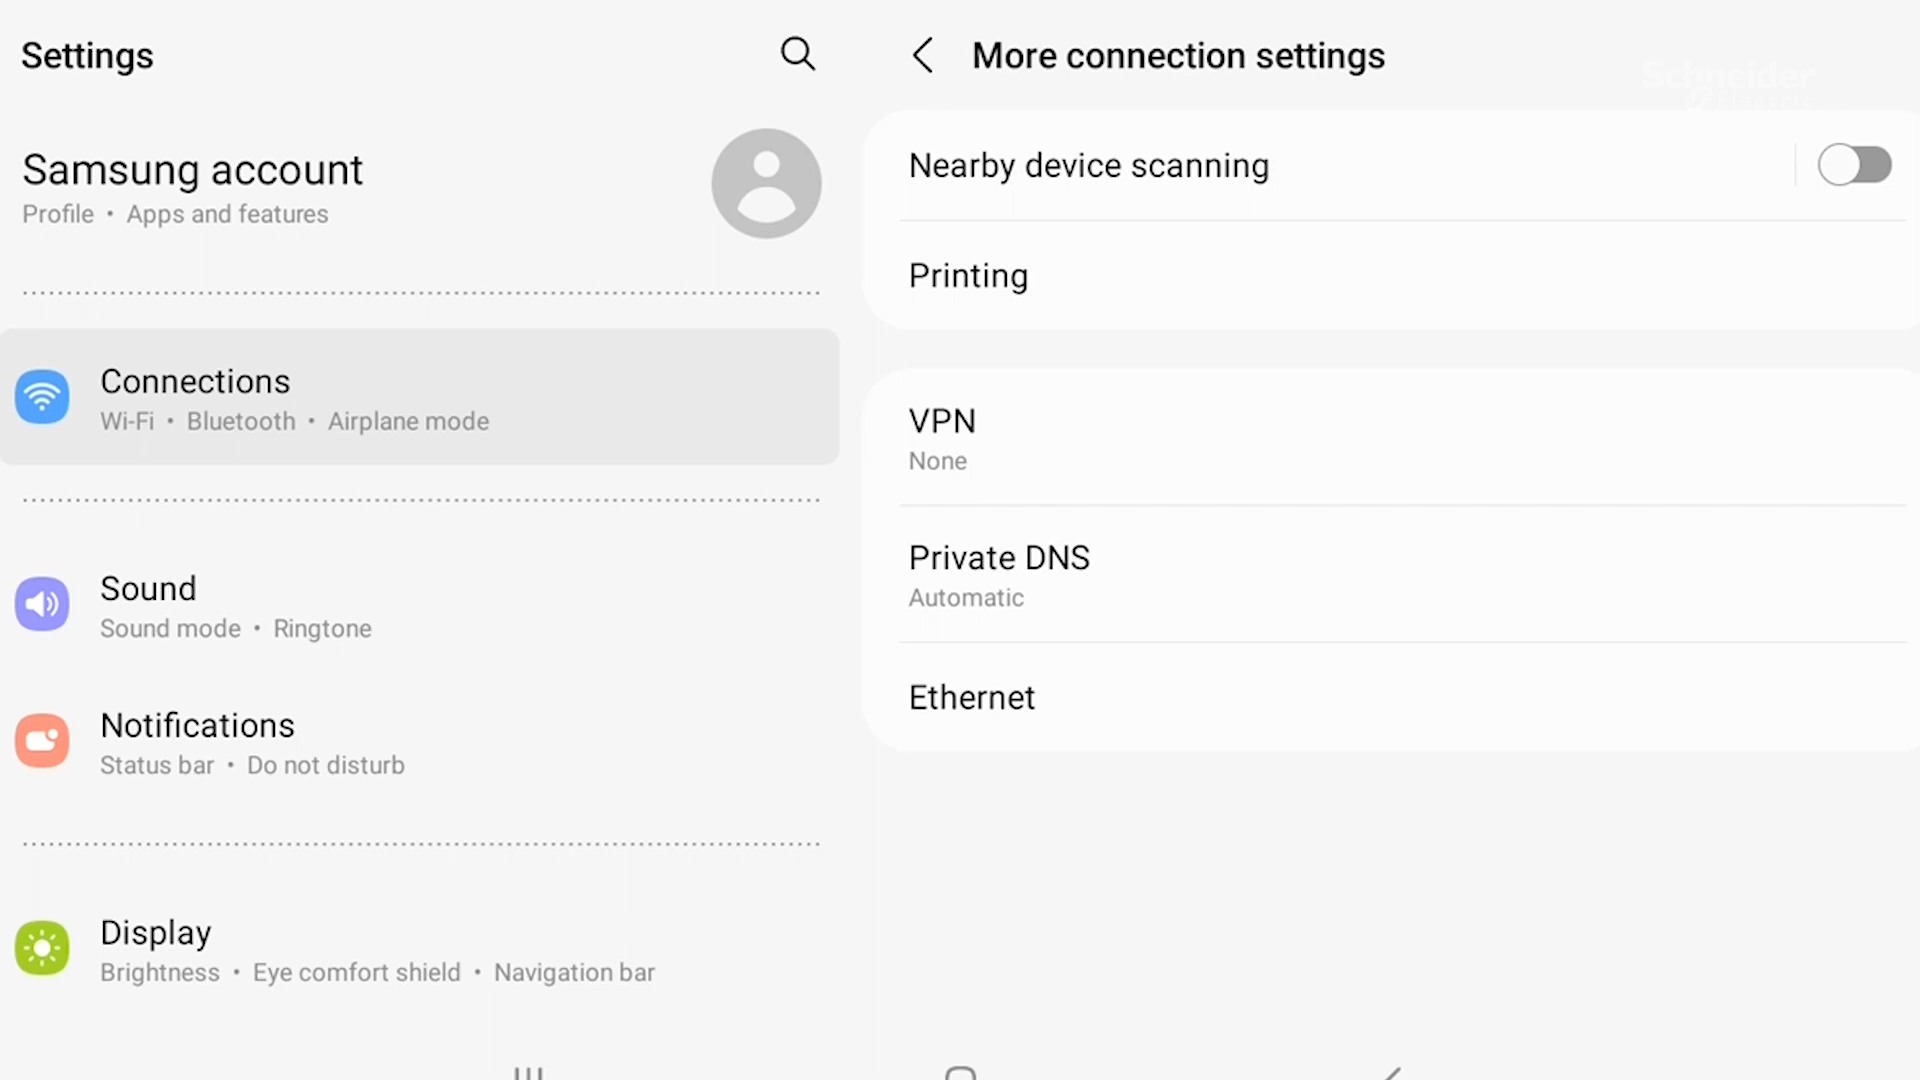 Settings
Samsung account
Profile • Apps and features
Connections
Wi-Fi • Bluetooth • Airplane mode
Sound
Sound mode • Ringtone
Notifications
Status bar • Do not disturb
Display
Brightness • Eye comfort shield • Navigation bar
More connection settings
Schneider
Electric
Nearby device scanning
Printing
VPN
None
Private DNS
Automatic
Ethernet